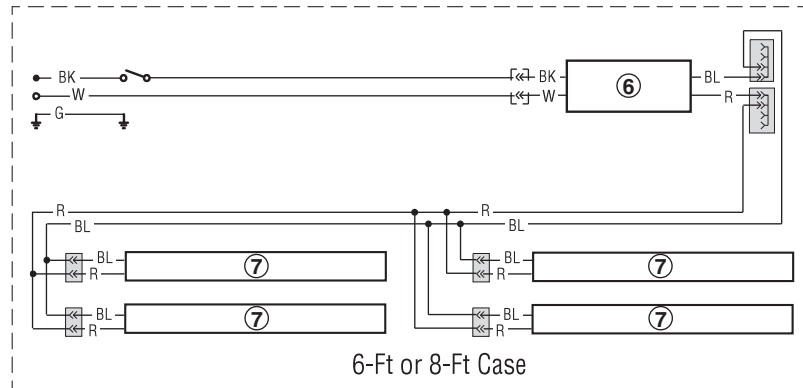 BK BK BL
W W R
6
G
R R
BL BL
BL 7 BL 7
R R
BL 7 BL 7
R R
6-Ft or 8-Ft Case